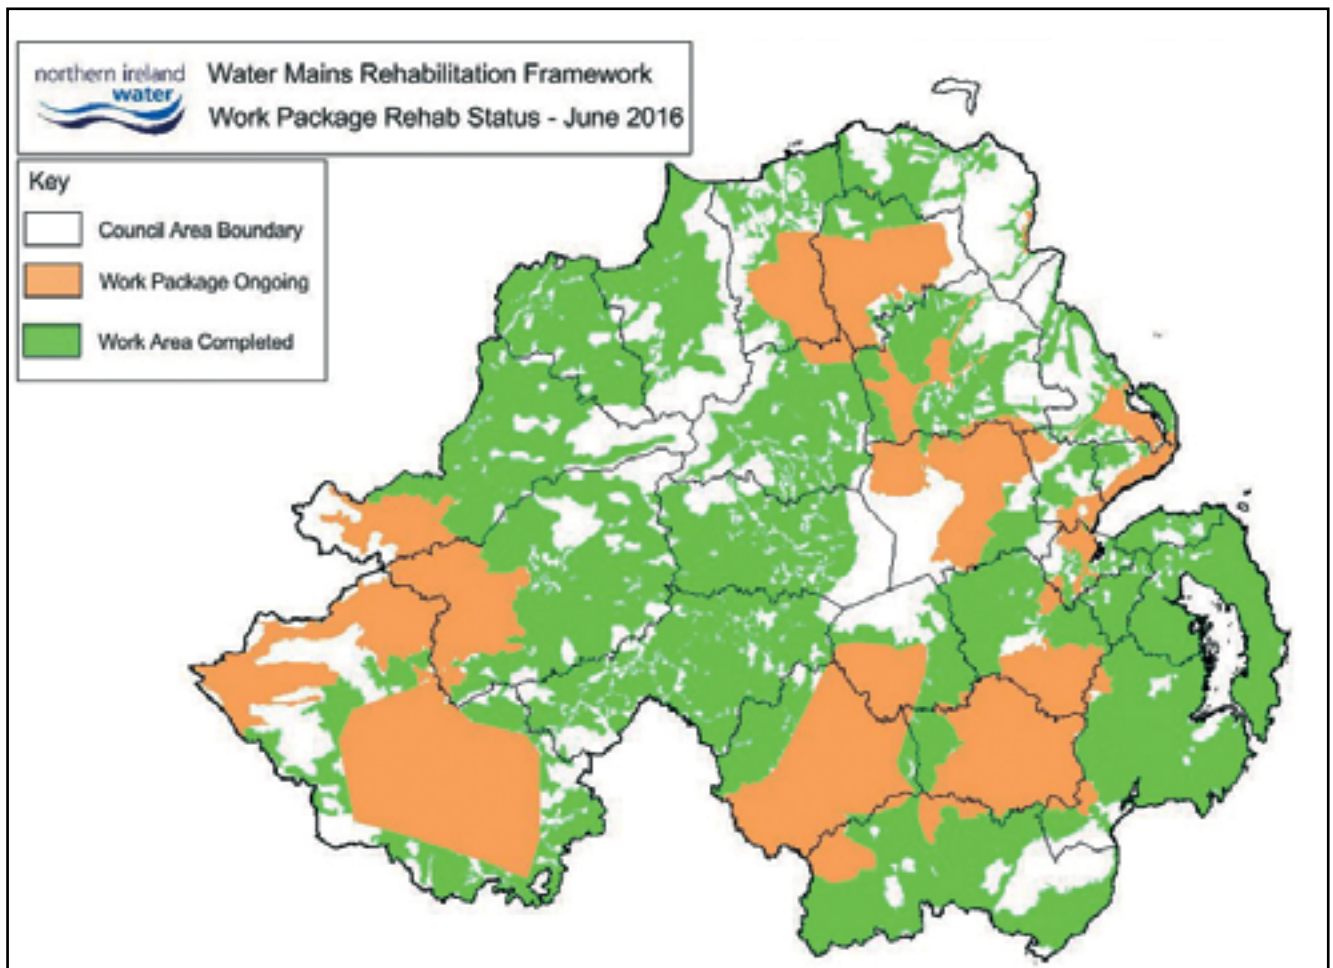 northern ireland
water
Water Mains Rehabilitation Framework
Work Package Rehab Status - June 2016
Key
Council Area Boundary
Work Package Ongoing
Work Area Completed